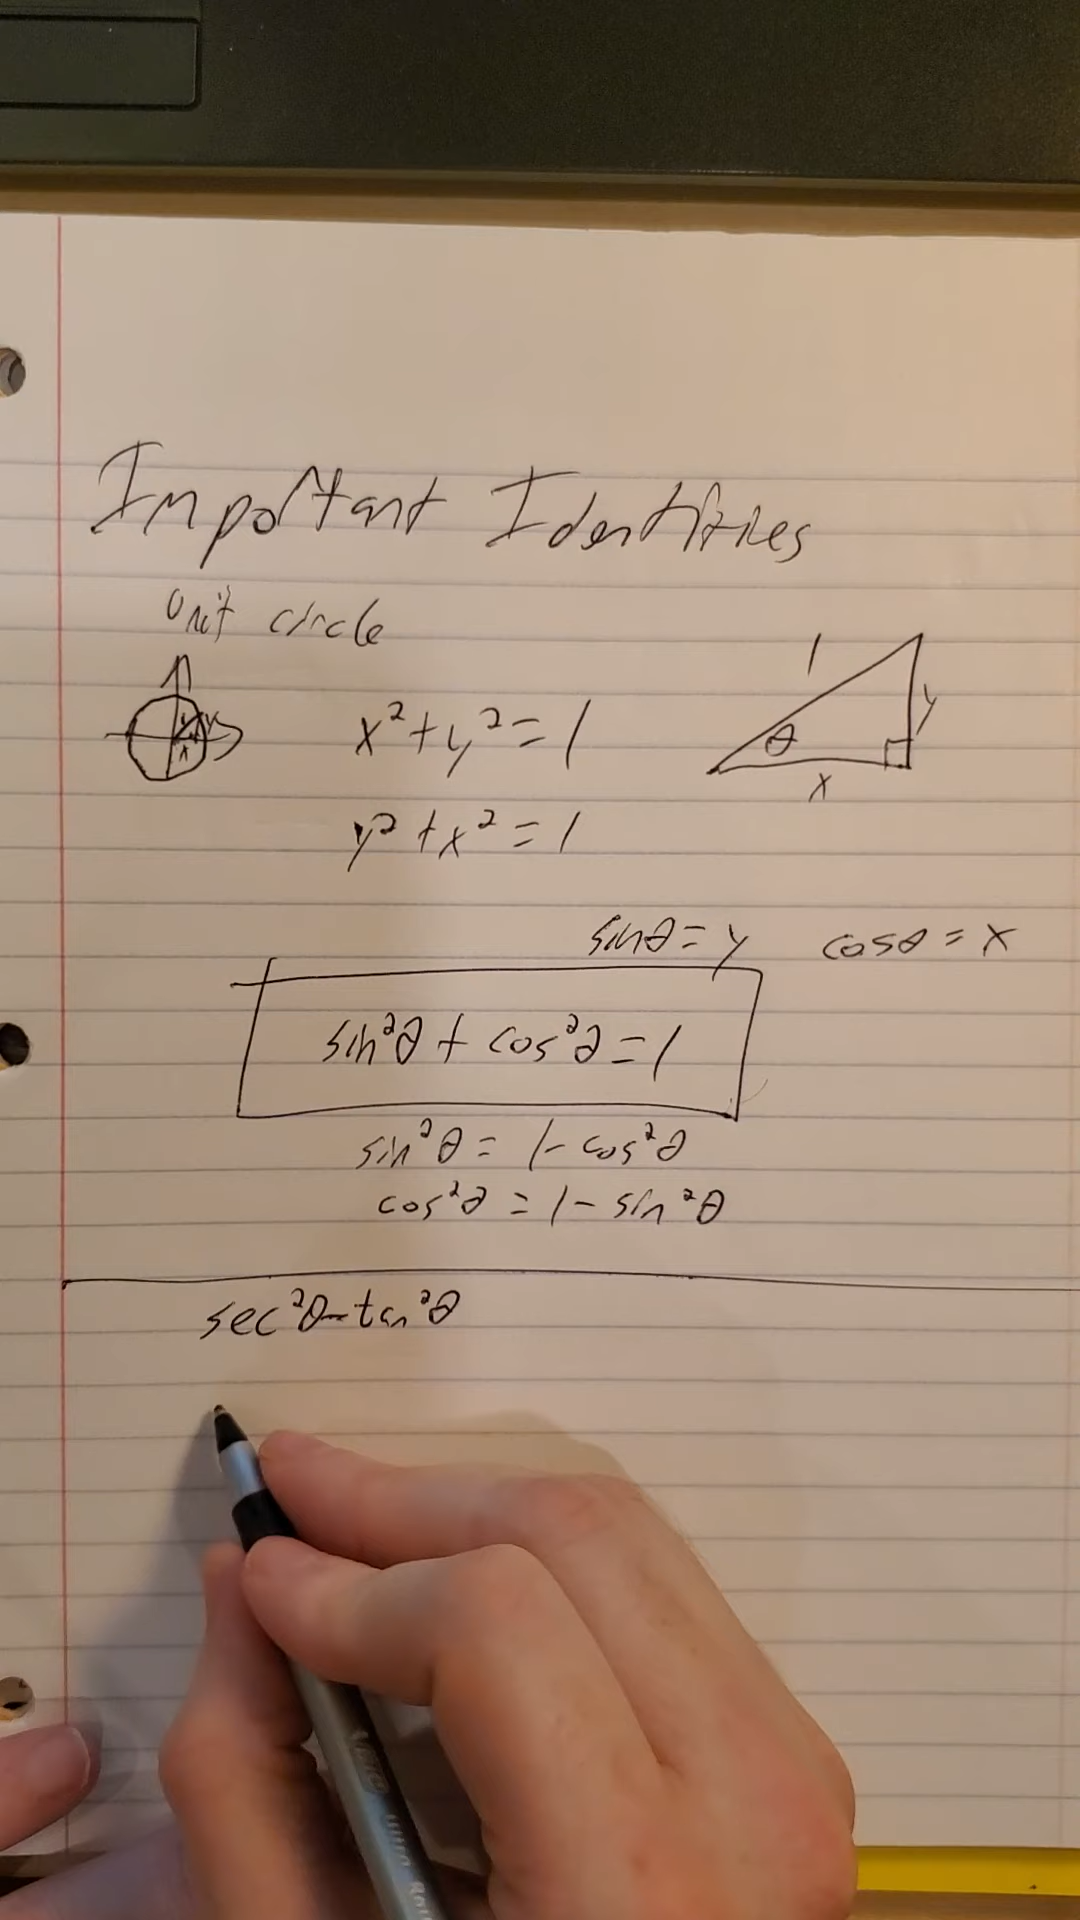 Important Identities
Unit circle
x²+y²=1
1
y
θ
x
y²+x²=1
sinθ=y cosθ=x
sin²θ+cos²θ=1
sin²θ=1-cos²θ
cos²θ=1-sin²θ
sec²θ-tan²θ